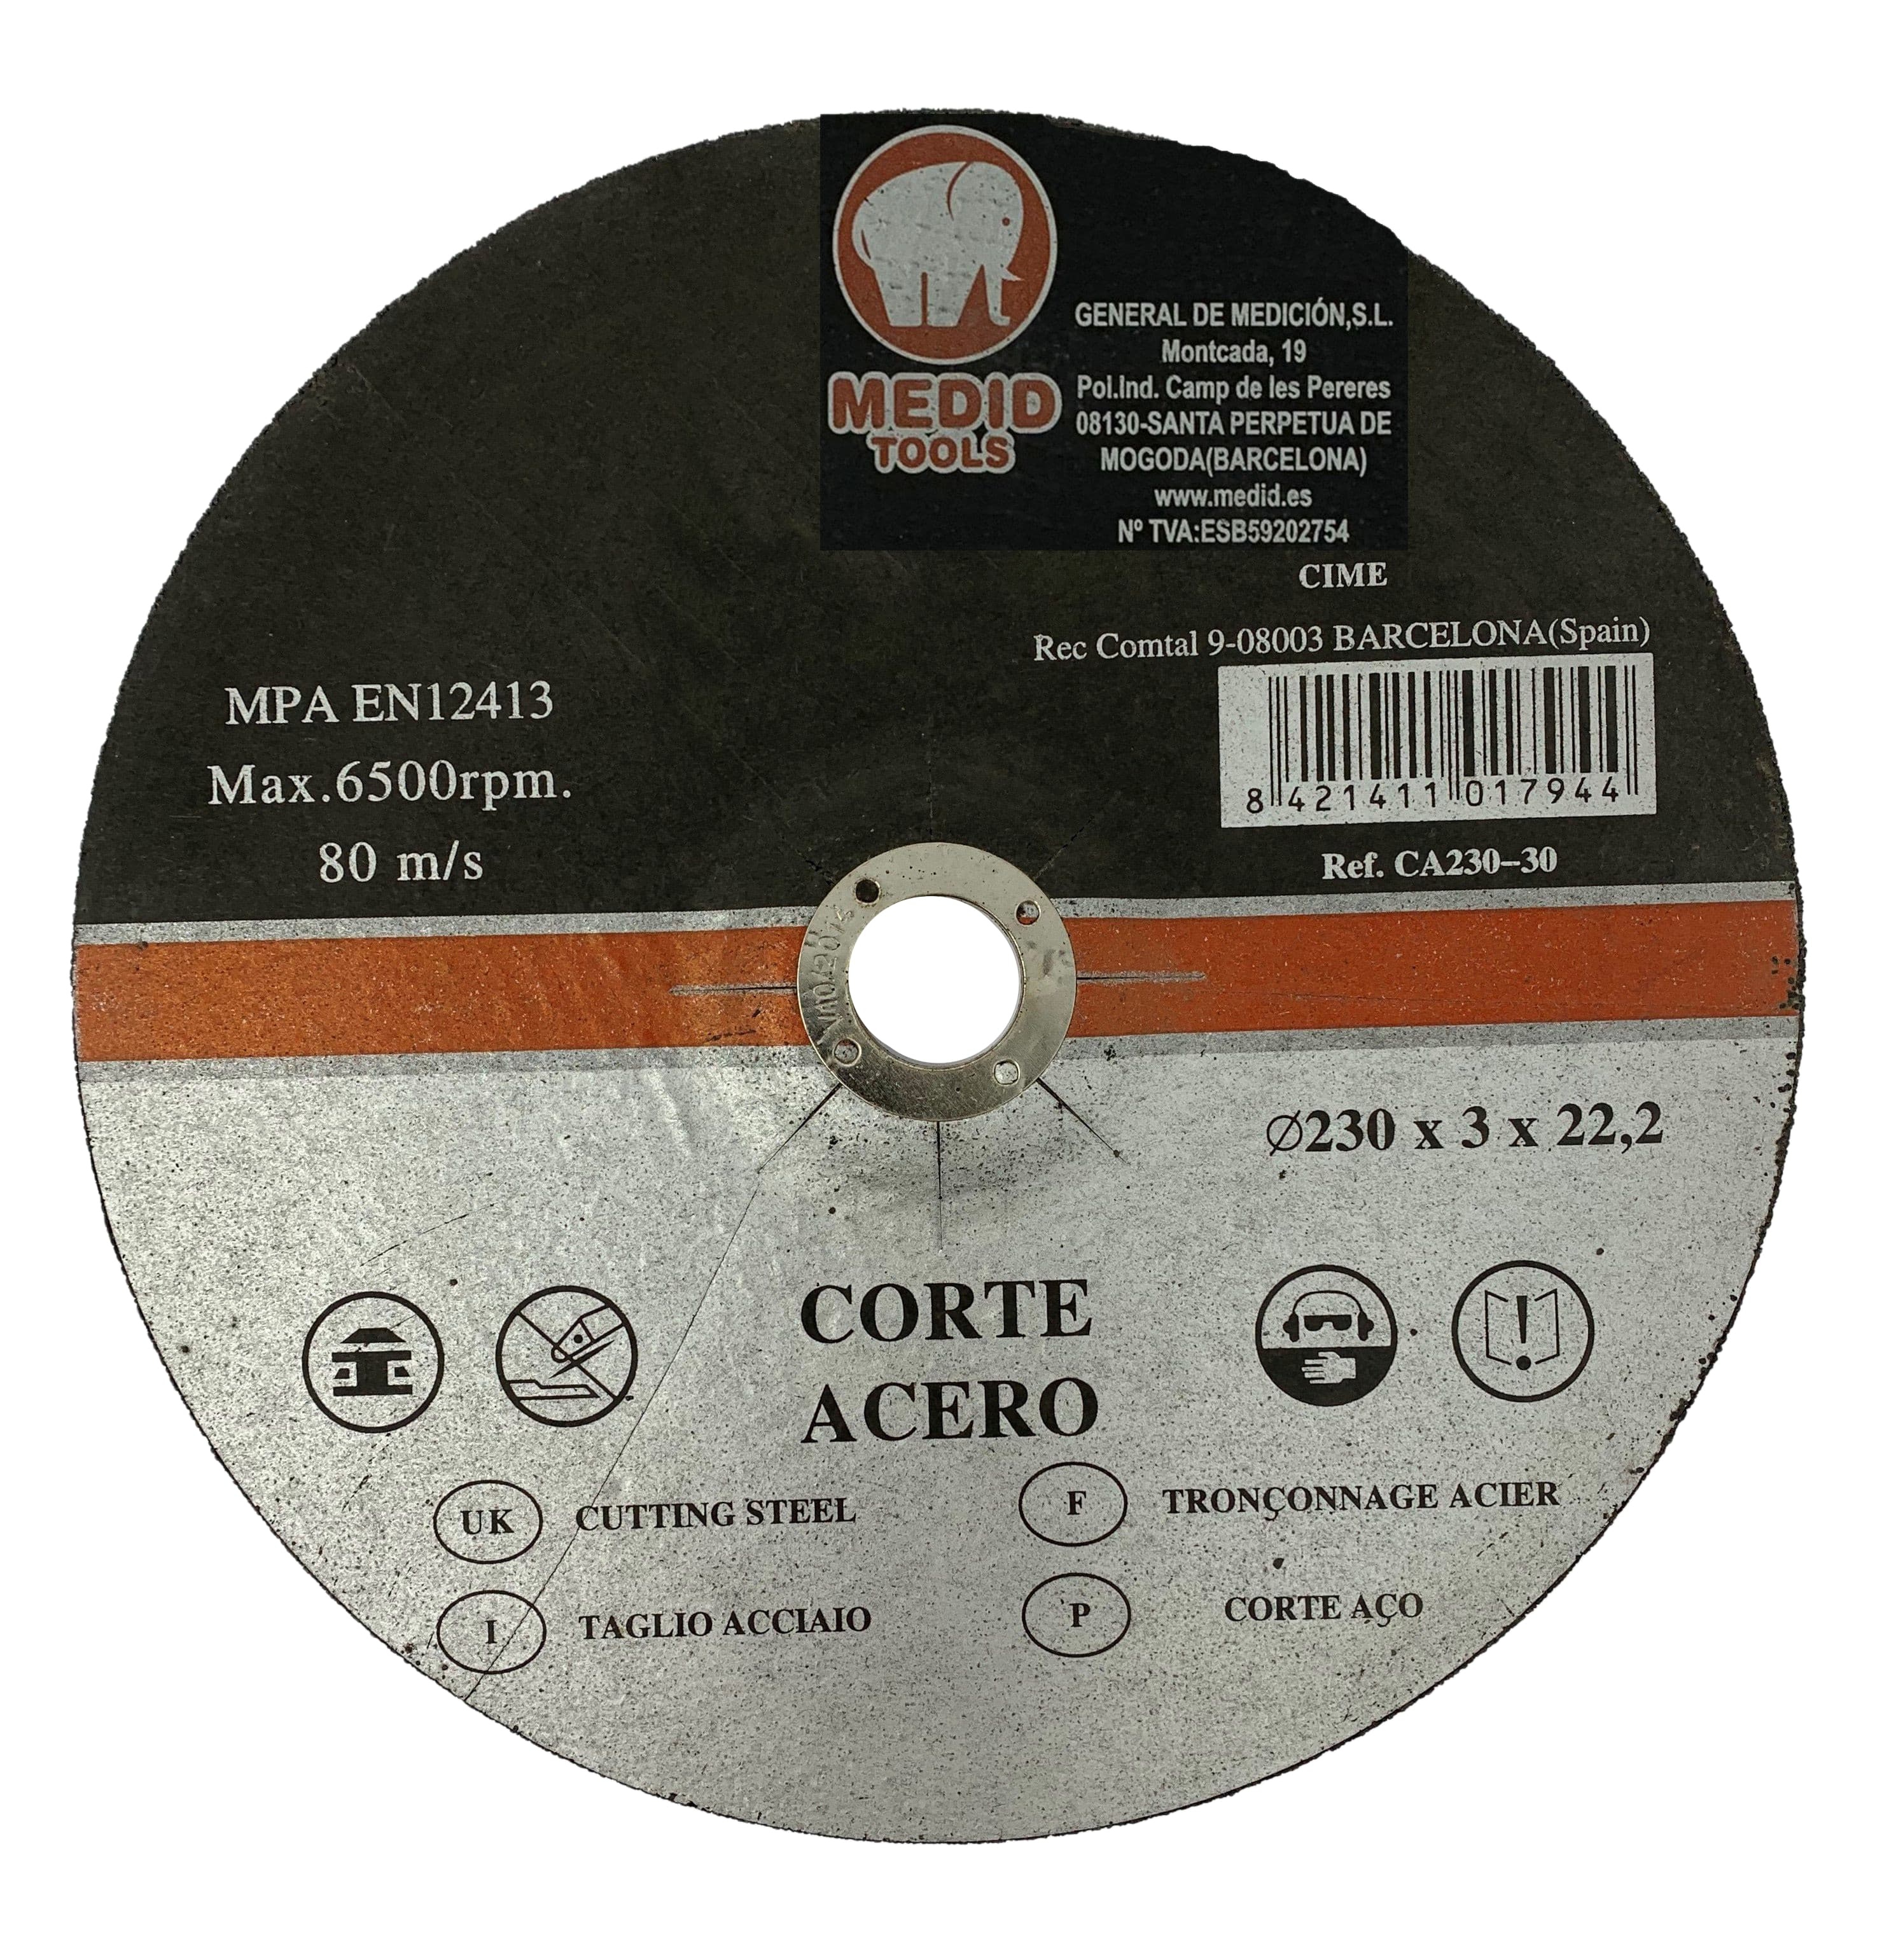 MEDID
TOOLS
GENERAL DE MEDICIÓN,S.L.
Montcada, 19
Pol.Ind. Camp de les Pereres
08130-SANTA PERPETUA DE
MOGODA(BARCELONA)
www.medid.es
Nº TVA:ESB59202754
CIME
Rec Comtal 9-08003 BARCELONA(Spain)
8 421411 017944
Ref. CA230-30
MPA EN12413
Max.6500rpm.
80 m/s
V10/2024
Ø230 x 3 x 22,2
CORTE
ACERO
UK CUTTING STEEL
F TRONÇONNAGE ACIER
I TAGLIO ACCIAIO
P CORTE AÇO